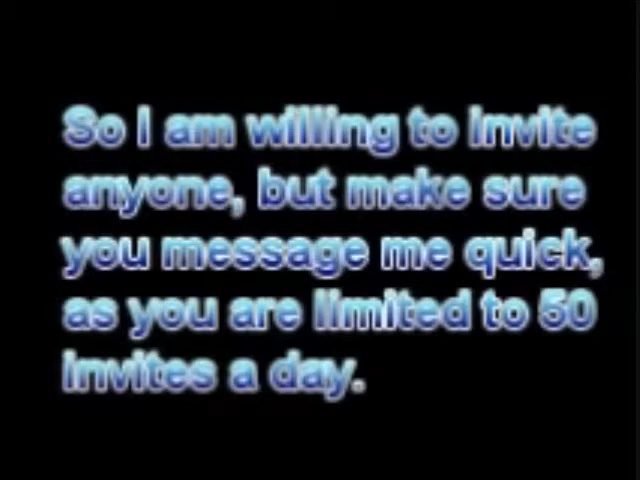 So I am willing to invite
anyone, but make sure
you message me quick,
as you are limited to 50
invites a day.